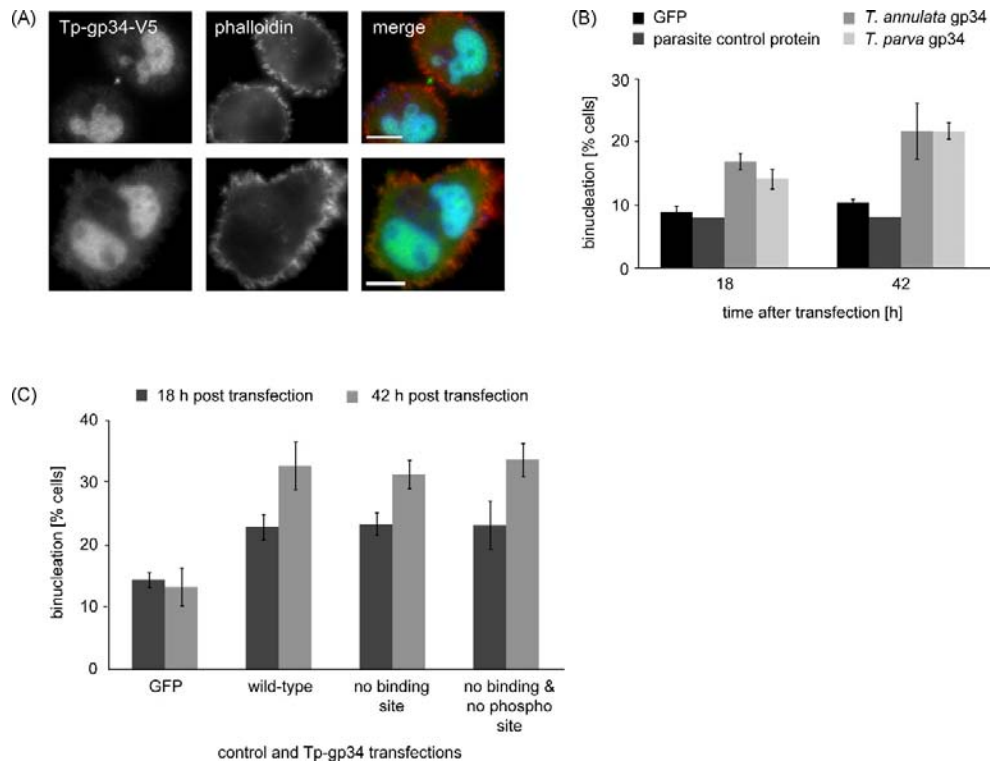 (A)
Tp-gp34-V5
phalloidin
merge
(B)
GFP
T. annulata gp34
parasite control protein
T. parva gp34
30
20
10
0
binucleation [% cells]
18
42
time after transfection [h]
(C)
18 h post transfection
42 h post transfection
40
30
20
10
0
binucleation [% cells]
GFP
wild-type
no binding
site
no binding &
no phospho
site
control and Tp-gp34 transfections